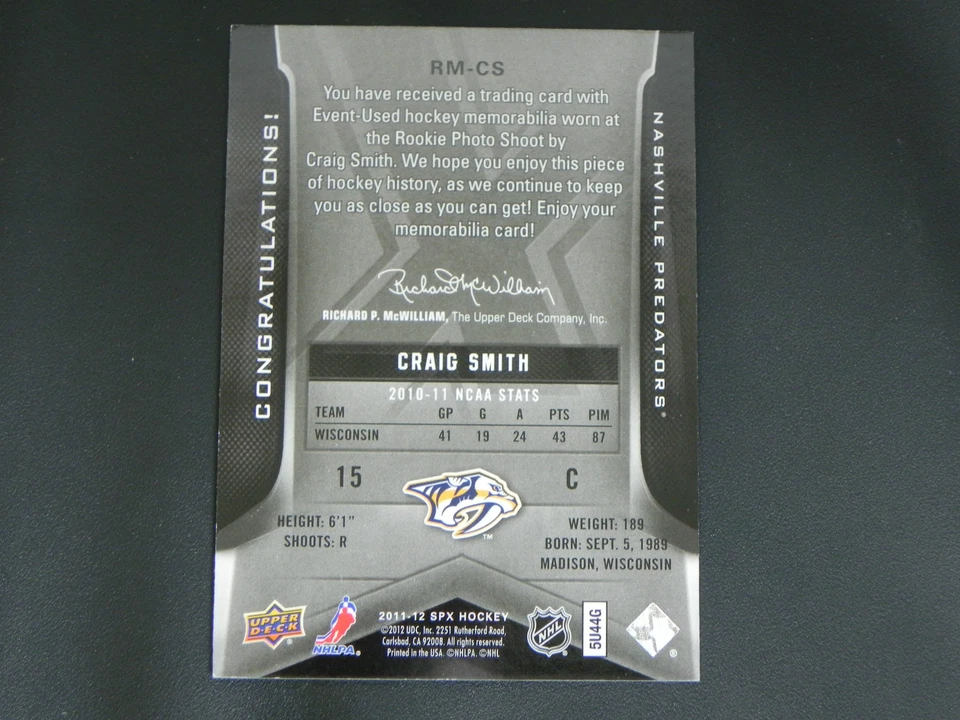 RM-CS
You have received a trading card with
Event-Used hockey memorabilia worn at
the Rookie Photo Shoot by
Craig Smith. We hope you enjoy this piece
of hockey history, as we continue to keep
you as close as you can get! Enjoy your
memorabilia card!
Richard McWilliam
RICHARD P. McWILLIAM, The Upper Deck Company, Inc.
CONGRATULATIONS!
NASHVILLE PREDATORS®
CRAIG SMITH
2010-11 NCAA STATS
TEAM GP G A PTS PIM
WISCONSIN 41 19 24 43 87
15 C
TM
HEIGHT: 6'1" WEIGHT: 189
SHOOTS: R BORN: SEPT. 5, 1989
MADISON, WISCONSIN
UPPER
D·E·C·K
NHLPA®
2011-12 SPX HOCKEY
©2012 UDC, Inc. 2251 Rutherford Road,
Carlsbad, CA 92008. All rights reserved.
Printed in the USA. ©NHLPA. ©NHL
NHL
5U44G
®